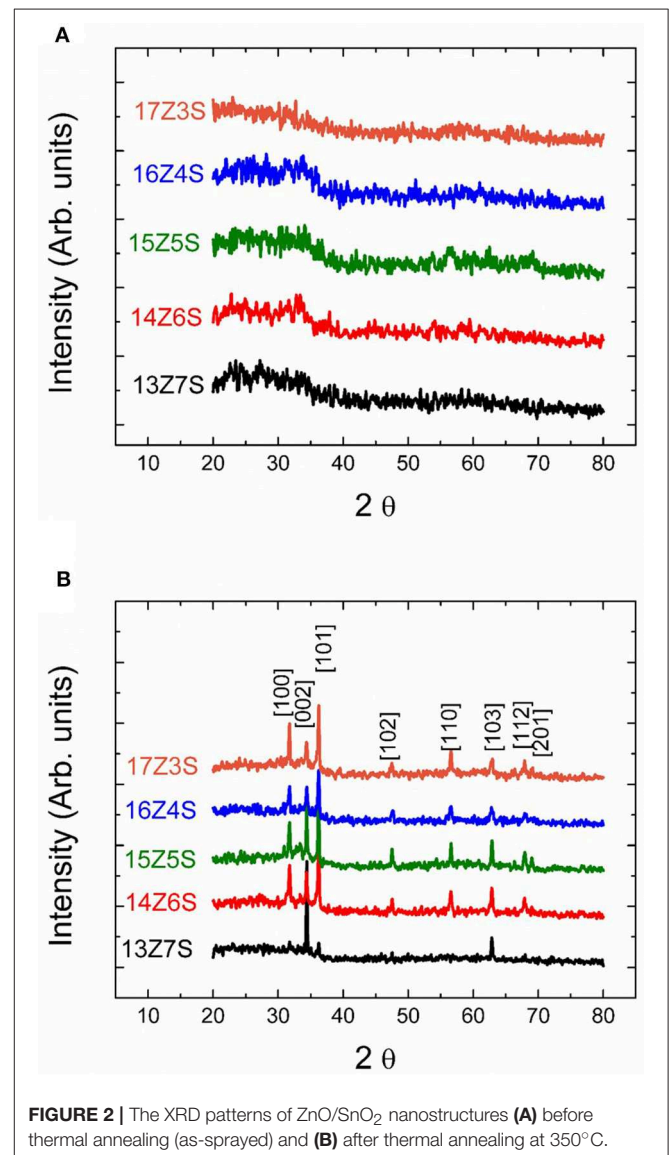 A
Intensity (Arb. units)
17Z3S
16Z4S
15Z5S
14Z6S
13Z7S
10 20 30 40 50 60 70 80
2 θ
B
Intensity (Arb. units)
[100]
[002]
[101]
[102]
[110]
[103]
[112]
[201]
17Z3S
16Z4S
15Z5S
14Z6S
13Z7S
10 20 30 40 50 60 70 80
2 θ
FIGURE 2 | The XRD patterns of ZnO/SnO₂ nanostructures (A) before
thermal annealing (as-sprayed) and (B) after thermal annealing at 350°C.